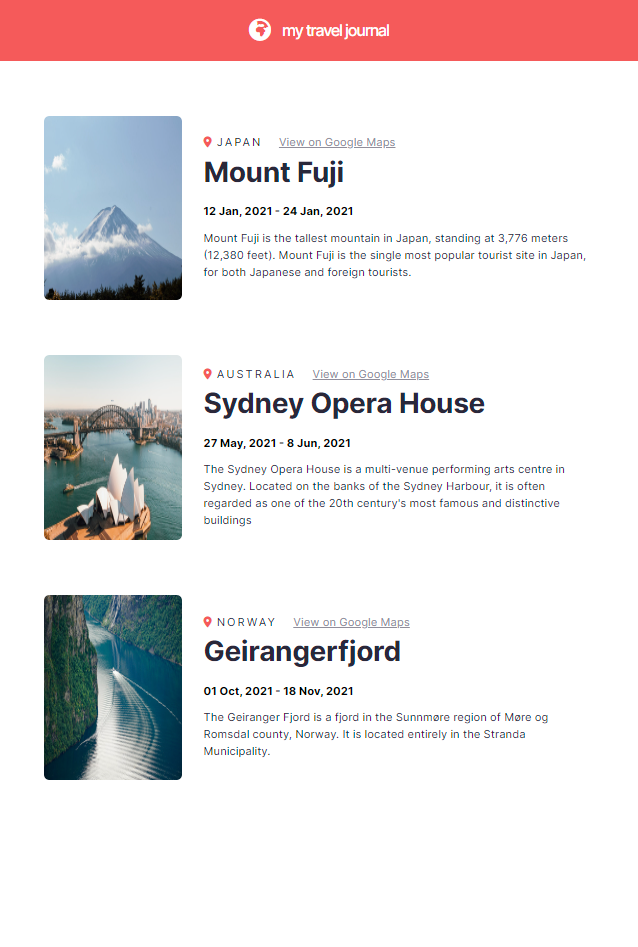 my travel journal
JAPAN View on Google Maps
Mount Fuji
12 Jan, 2021 - 24 Jan, 2021
Mount Fuji is the tallest mountain in Japan, standing at 3,776 meters
(12,380 feet). Mount Fuji is the single most popular tourist site in Japan,
for both Japanese and foreign tourists.
AUSTRALIA View on Google Maps
Sydney Opera House
27 May, 2021 - 8 Jun, 2021
The Sydney Opera House is a multi-venue performing arts centre in
Sydney. Located on the banks of the Sydney Harbour, it is often
regarded as one of the 20th century's most famous and distinctive
buildings
NORWAY View on Google Maps
Geirangerfjord
01 Oct, 2021 - 18 Nov, 2021
The Geiranger Fjord is a fjord in the Sunnmøre region of Møre og
Romsdal county, Norway. It is located entirely in the Stranda
Municipality.